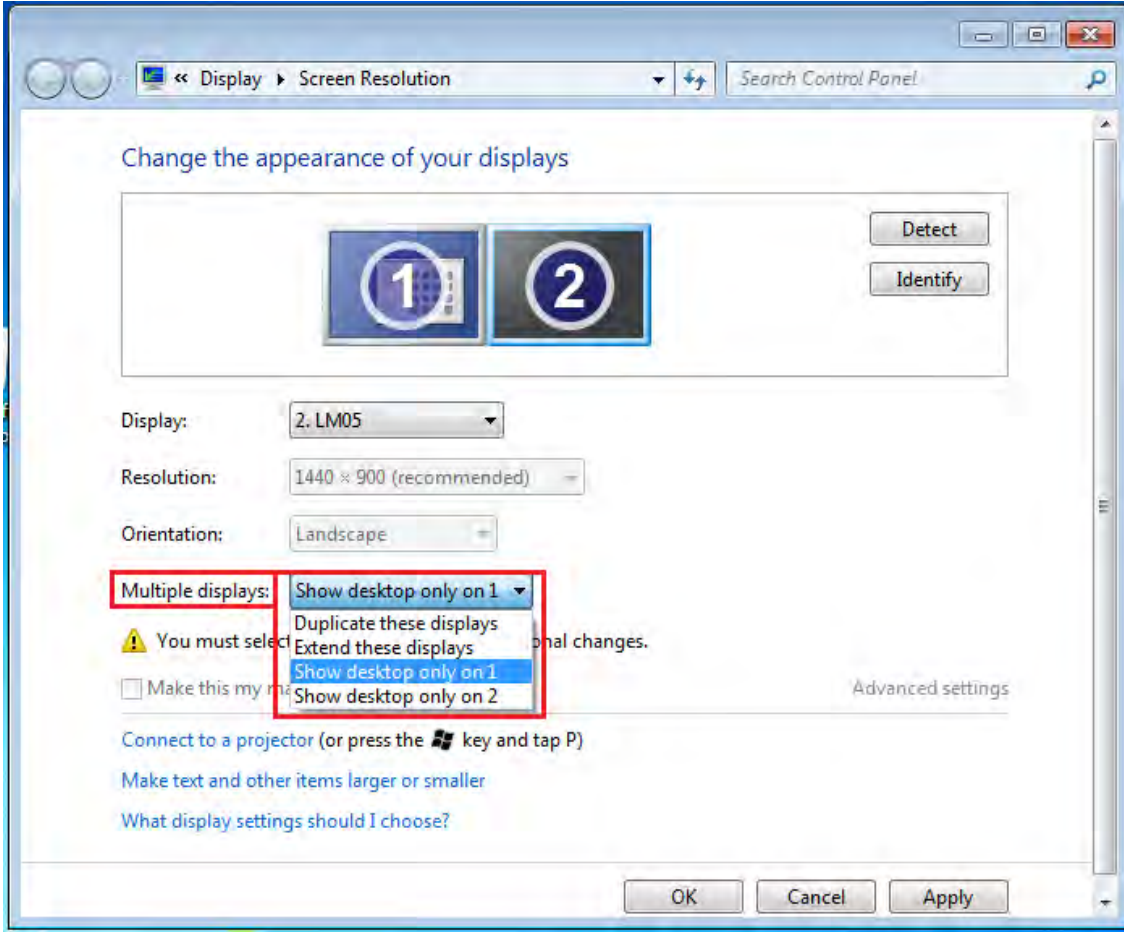 « Display ▸ Screen Resolution
Search Control Panel
Change the appearance of your displays
1
2
Detect
Identify
Display:
2. LM05
Resolution:
1440 × 900 (recommended)
Orientation:
Landscape
Multiple displays:
Show desktop only on 1
Duplicate these displays
You must select onal changes.
Extend these displays
Show desktop only on 1
Make this my ma
Show desktop only on 2
Advanced settings
Connect to a projector (or press the key and tap P)
Make text and other items larger or smaller
What display settings should I choose?
OK
Cancel
Apply